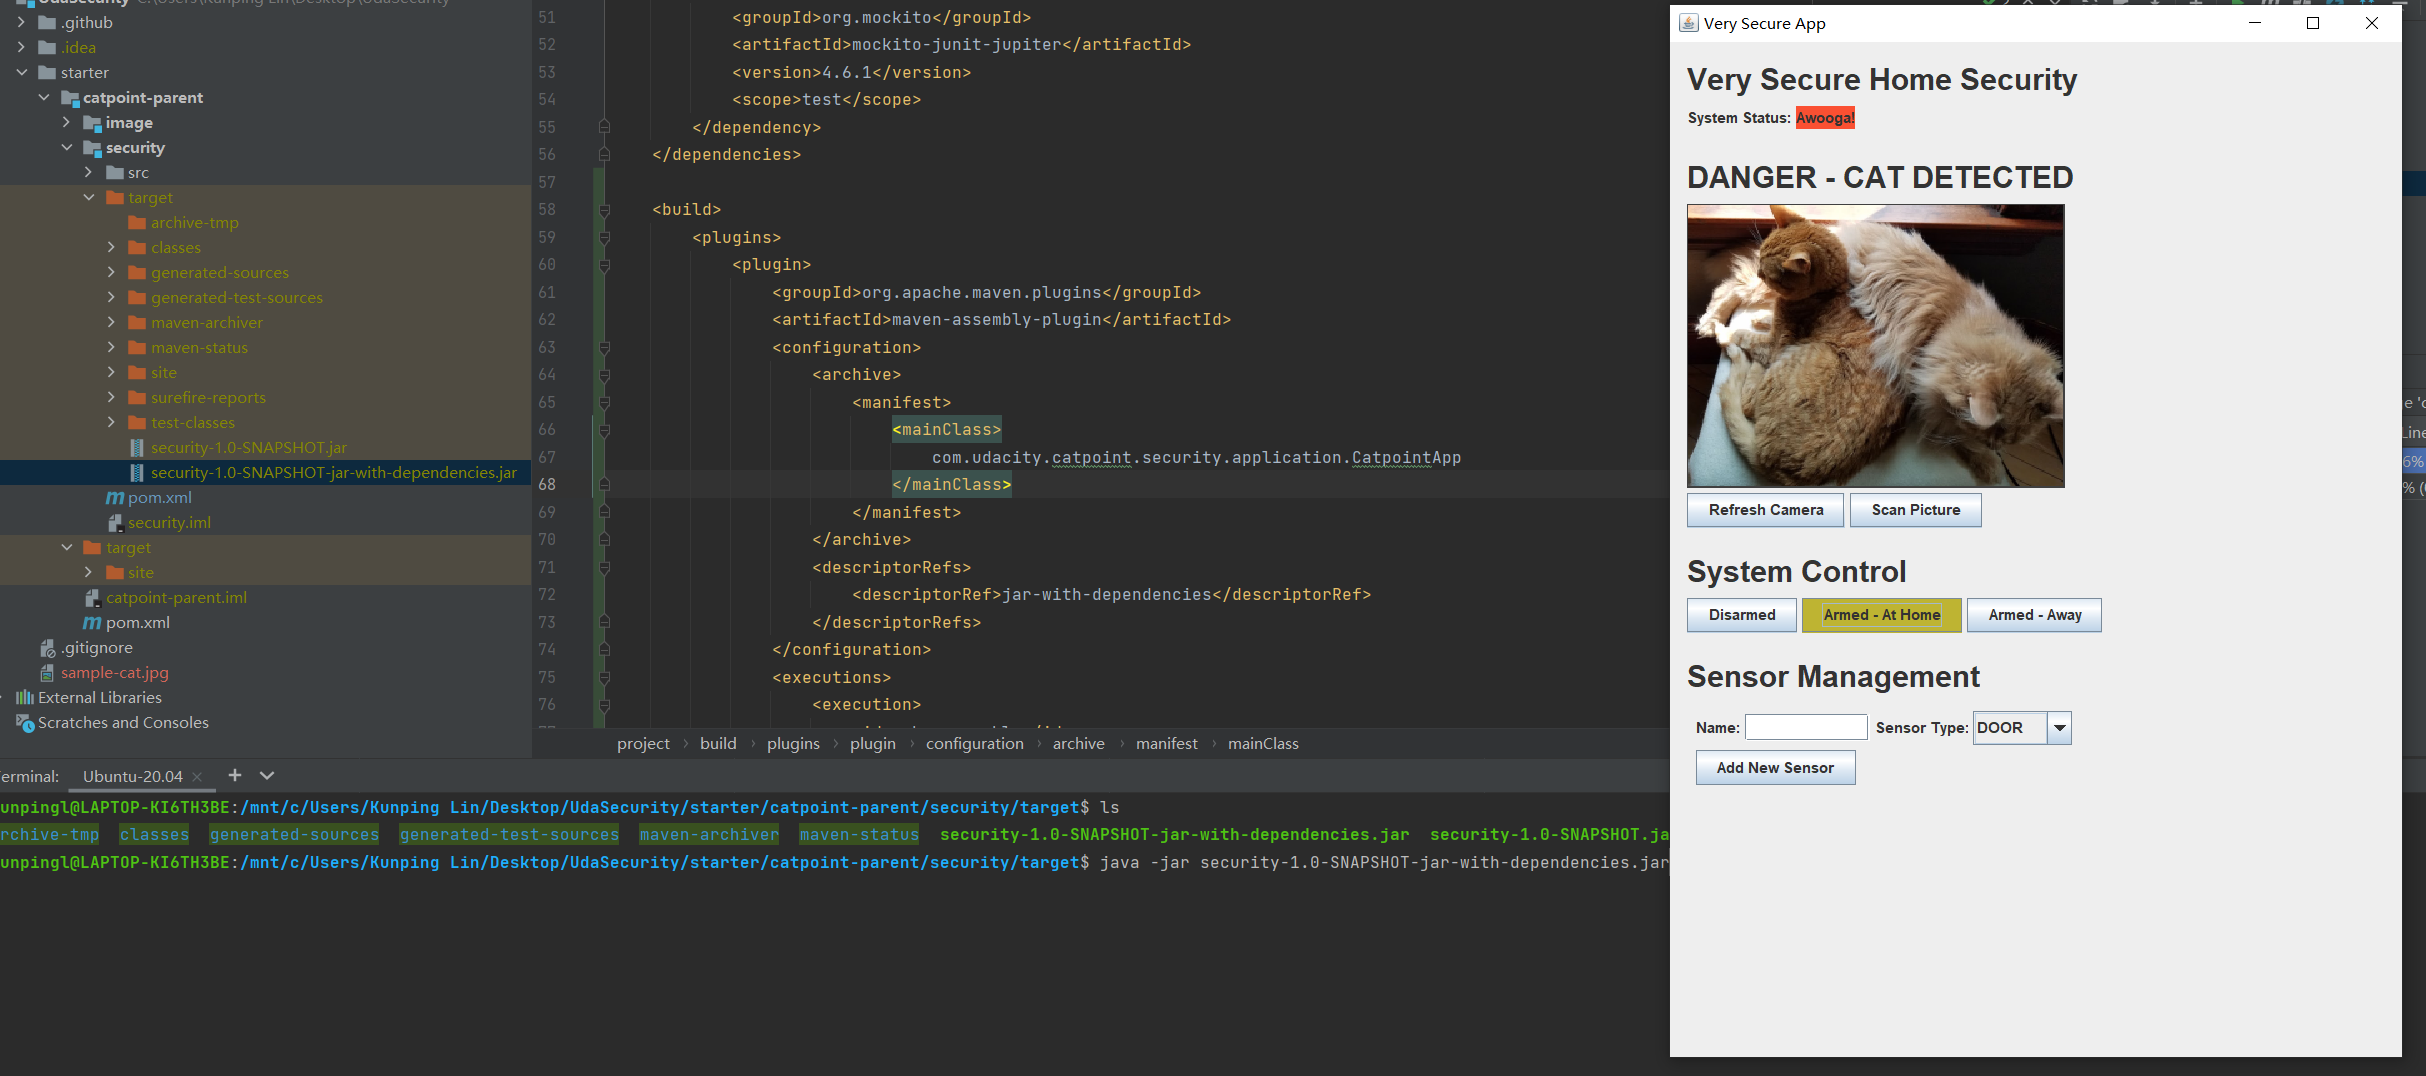 .github
.idea
starter
catpoint-parent
image
security
src
target
archive-tmp
classes
generated-sources
generated-test-sources
maven-archiver
maven-status
site
surefire-reports
test-classes
security-1.0-SNAPSHOT.jar
security-1.0-SNAPSHOT-jar-with-dependencies.jar
pom.xml
security.iml
target
site
catpoint-parent.iml
pom.xml
.gitignore
sample-cat.jpg
External Libraries
Scratches and Consoles
51 <groupId>org.mockito</groupId>
52 <artifactId>mockito-junit-jupiter</artifactId>
53 <version>4.6.1</version>
54 <scope>test</scope>
55 </dependency>
56 </dependencies>
57
58 <build>
59 <plugins>
60 <plugin>
61 <groupId>org.apache.maven.plugins</groupId>
62 <artifactId>maven-assembly-plugin</artifactId>
63 <configuration>
64 <archive>
65 <manifest>
66 <mainClass>
67 com.udacity.catpoint.security.application.CatpointApp
68 </mainClass>
69 </manifest>
70 </archive>
71 <descriptorRefs>
72 <descriptorRef>jar-with-dependencies</descriptorRef>
73 </descriptorRefs>
74 </configuration>
75 <executions>
76 <execution>
project › build › plugins › plugin › configuration › archive › manifest › mainClass
erminal: Ubuntu-20.04
unpingl@LAPTOP-KI6TH3BE:/mnt/c/Users/Kunping Lin/Desktop/UdaSecurity/starter/catpoint-parent/security/target$ ls
rchive-tmp classes generated-sources generated-test-sources maven-archiver maven-status security-1.0-SNAPSHOT-jar-with-dependencies.jar security-1.0-SNAPSHOT.ja
unpingl@LAPTOP-KI6TH3BE:/mnt/c/Users/Kunping Lin/Desktop/UdaSecurity/starter/catpoint-parent/security/target$ java -jar security-1.0-SNAPSHOT-jar-with-dependencies.jar
Very Secure App
Very Secure Home Security
System Status: Awooga!
DANGER - CAT DETECTED
Refresh Camera Scan Picture
System Control
Disarmed Armed - At Home Armed - Away
Sensor Management
Name: Sensor Type: DOOR
Add New Sensor